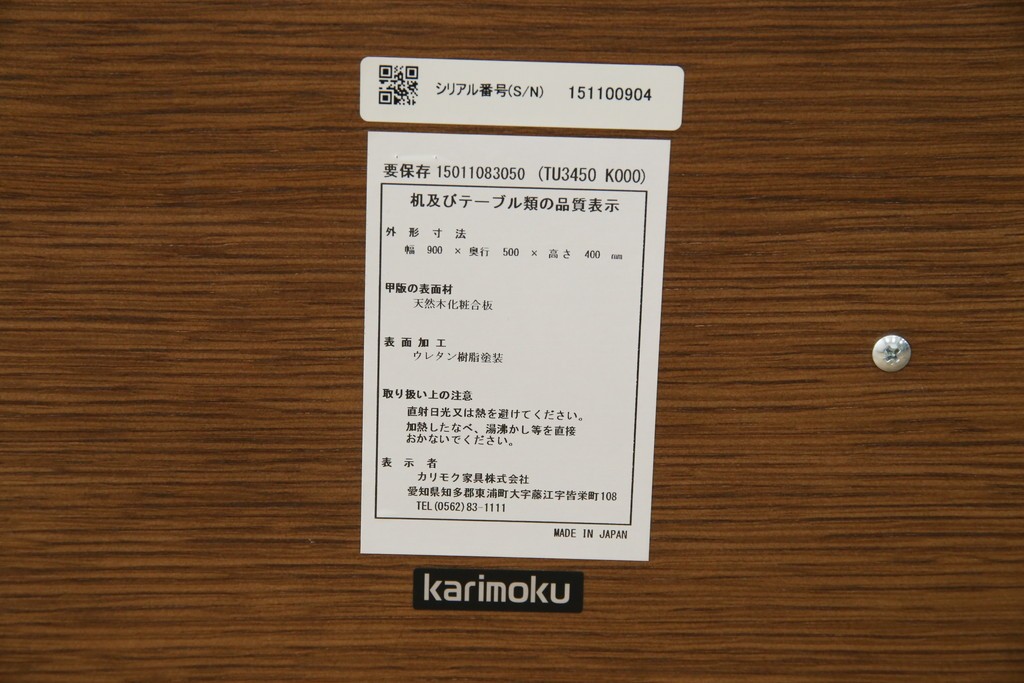 シリアル番号(S/N) 151100904
要保存 15011083050 (TU3450 K000)
机及びテーブル類の品質表示
外形寸法
幅 900 × 奥行 500 × 高さ 400 mm
甲版の表面材
天然木化粧合板
表面加工
ウレタン樹脂塗装
取り扱い上の注意
直射日光又は熱を避けてください。
加熱したなべ、湯沸かし等を直接
おかないでください。
表示者
カリモク家具株式会社
愛知県知多郡東浦町大字藤江字皆栄町108
TEL(0562)83-1111
MADE IN JAPAN
karimoku